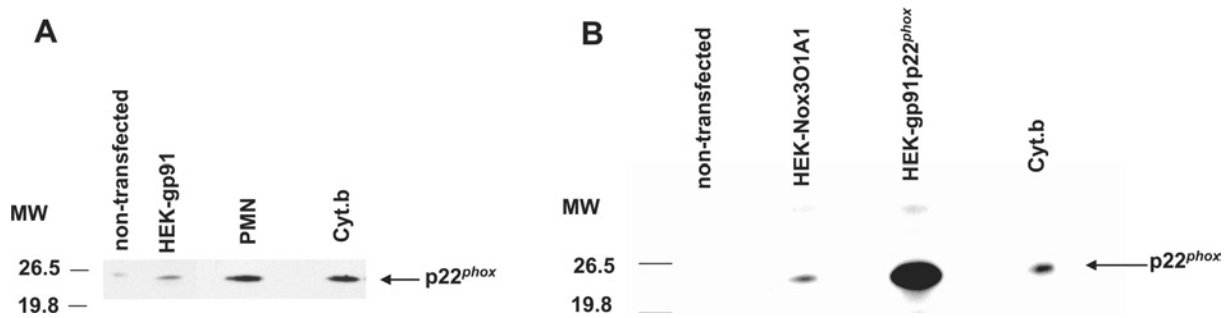 A
non-transfected
HEK-gp91
PMN
Cyt.b
MW
26.5
19.8
p22phox
B
non-transfected
HEK-Nox3O1A1
HEK-gp91p22phox
Cyt.b
MW
26.5
19.8
p22phox